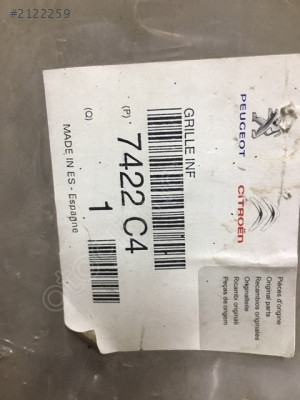 #2122259
PEUGEOT / CITROËN
Pièces d'origine
Original parts
Recambios originales
Originalteile
Ricambi originali
Peças de origem
GRILLE INF
(P) 7422 C4
(Q) 1
MADE IN ES - Espagne